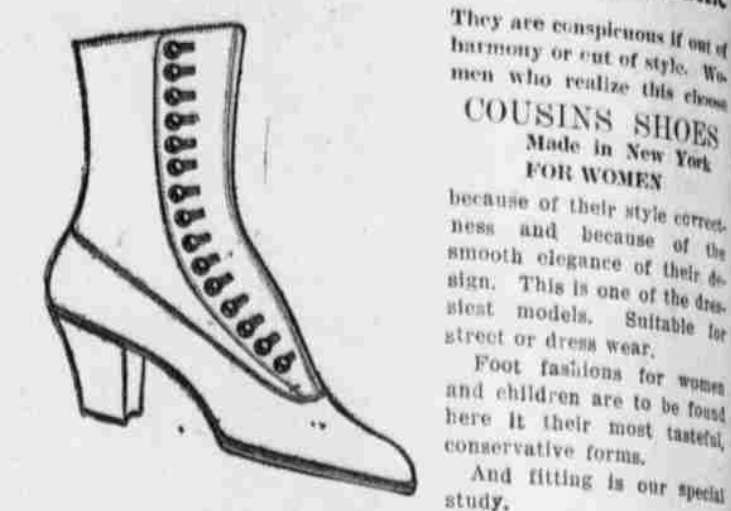 They are conspicuous if out of
harmony or out of style. Wo-
men who realize this choose
COUSINS SHOES
Made in New York
FOR WOMEN
because of their style correct-
ness and because of the
smooth elegance of their de-
sign. This is one of the dres-
siest models. Suitable for
street or dress wear.
Foot fashions for women
and children are to be found
here it their most tasteful,
conservative forms.
And fitting is our special
study.